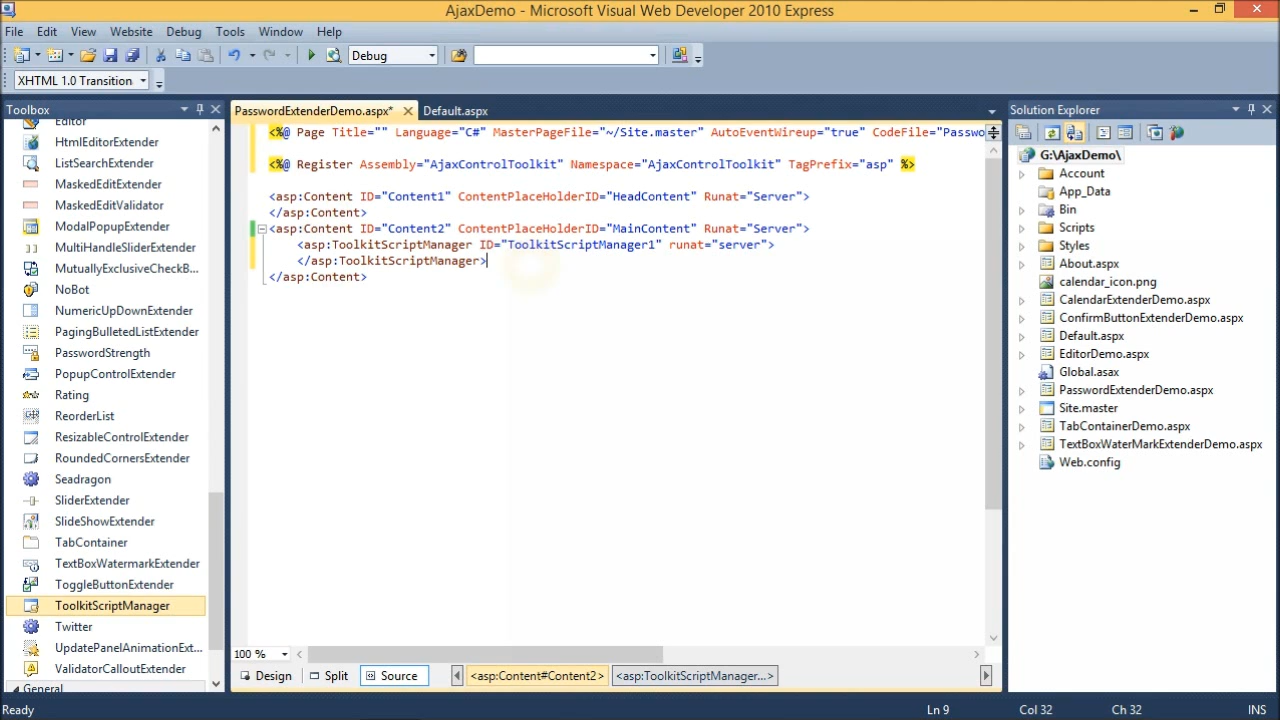 AjaxDemo - Microsoft Visual Web Developer 2010 Express
File Edit View Website Debug Tools Window Help
Debug
XHTML 1.0 Transition
Toolbox
Editor
HtmlEditorExtender
ListSearchExtender
MaskedEditExtender
MaskedEditValidator
ModalPopupExtender
MultiHandleSliderExtender
MutuallyExclusiveCheckB...
NoBot
NumericUpDownExtender
PagingBulletedListExtender
PasswordStrength
PopupControlExtender
Rating
ReorderList
ResizableControlExtender
RoundedCornersExtender
Seadragon
SliderExtender
SlideShowExtender
TabContainer
TextBoxWatermarkExtender
ToggleButtonExtender
ToolkitScriptManager
Twitter
UpdatePanelAnimationExt...
ValidatorCalloutExtender
General
PasswordExtenderDemo.aspx* Default.aspx
<%@ Page Title="" Language="C#" MasterPageFile="~/Site.master" AutoEventWireup="true" CodeFile="Passwo
<%@ Register Assembly="AjaxControlToolkit" Namespace="AjaxControlToolkit" TagPrefix="asp" %>
<asp:Content ID="Content1" ContentPlaceHolderID="HeadContent" Runat="Server">
</asp:Content>
<asp:Content ID="Content2" ContentPlaceHolderID="MainContent" Runat="Server">
<asp:ToolkitScriptManager ID="ToolkitScriptManager1" runat="server">
</asp:ToolkitScriptManager>
</asp:Content>
100 %
Design Split Source <asp:Content#Content2> <asp:ToolkitScriptManager...>
Solution Explorer
G:\AjaxDemo\
Account
App_Data
Bin
Scripts
Styles
About.aspx
calendar_icon.png
CalendarExtenderDemo.aspx
ConfirmButtonExtenderDemo.aspx
Default.aspx
EditorDemo.aspx
Global.asax
PasswordExtenderDemo.aspx
Site.master
TabContainerDemo.aspx
TextBoxWaterMarkExtenderDemo.aspx
Web.config
Ready Ln 9 Col 32 Ch 32 INS